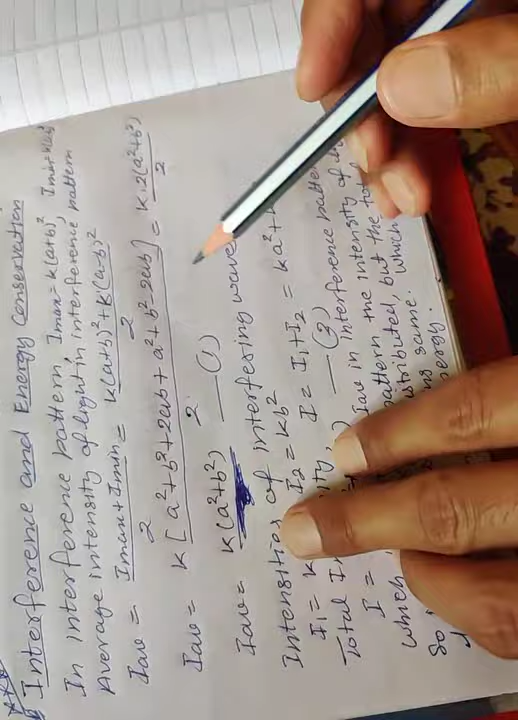 Interference and Energy Conservation
In Interference pattern, Imax = k(a+b)², Imin = k(a-b)²
Average intensity of light in interference pattern
Iav = Imax + Imin / 2 = k(a+b)² + k(a-b)² / 2
Iav = k[a²+b²+2ab+a²+b²-2ab] / 2 = k.2(a²+b²) / 2
Iav = k(a²+b²) —(1)
Intensities of interfering wave
I₁ = k I₂ = kb² I = I₁+I₂ = ka²+
Total —(2)
I = Iav in interference patter
which pattern the intensity of
So, distributed, but the tot
same. Which